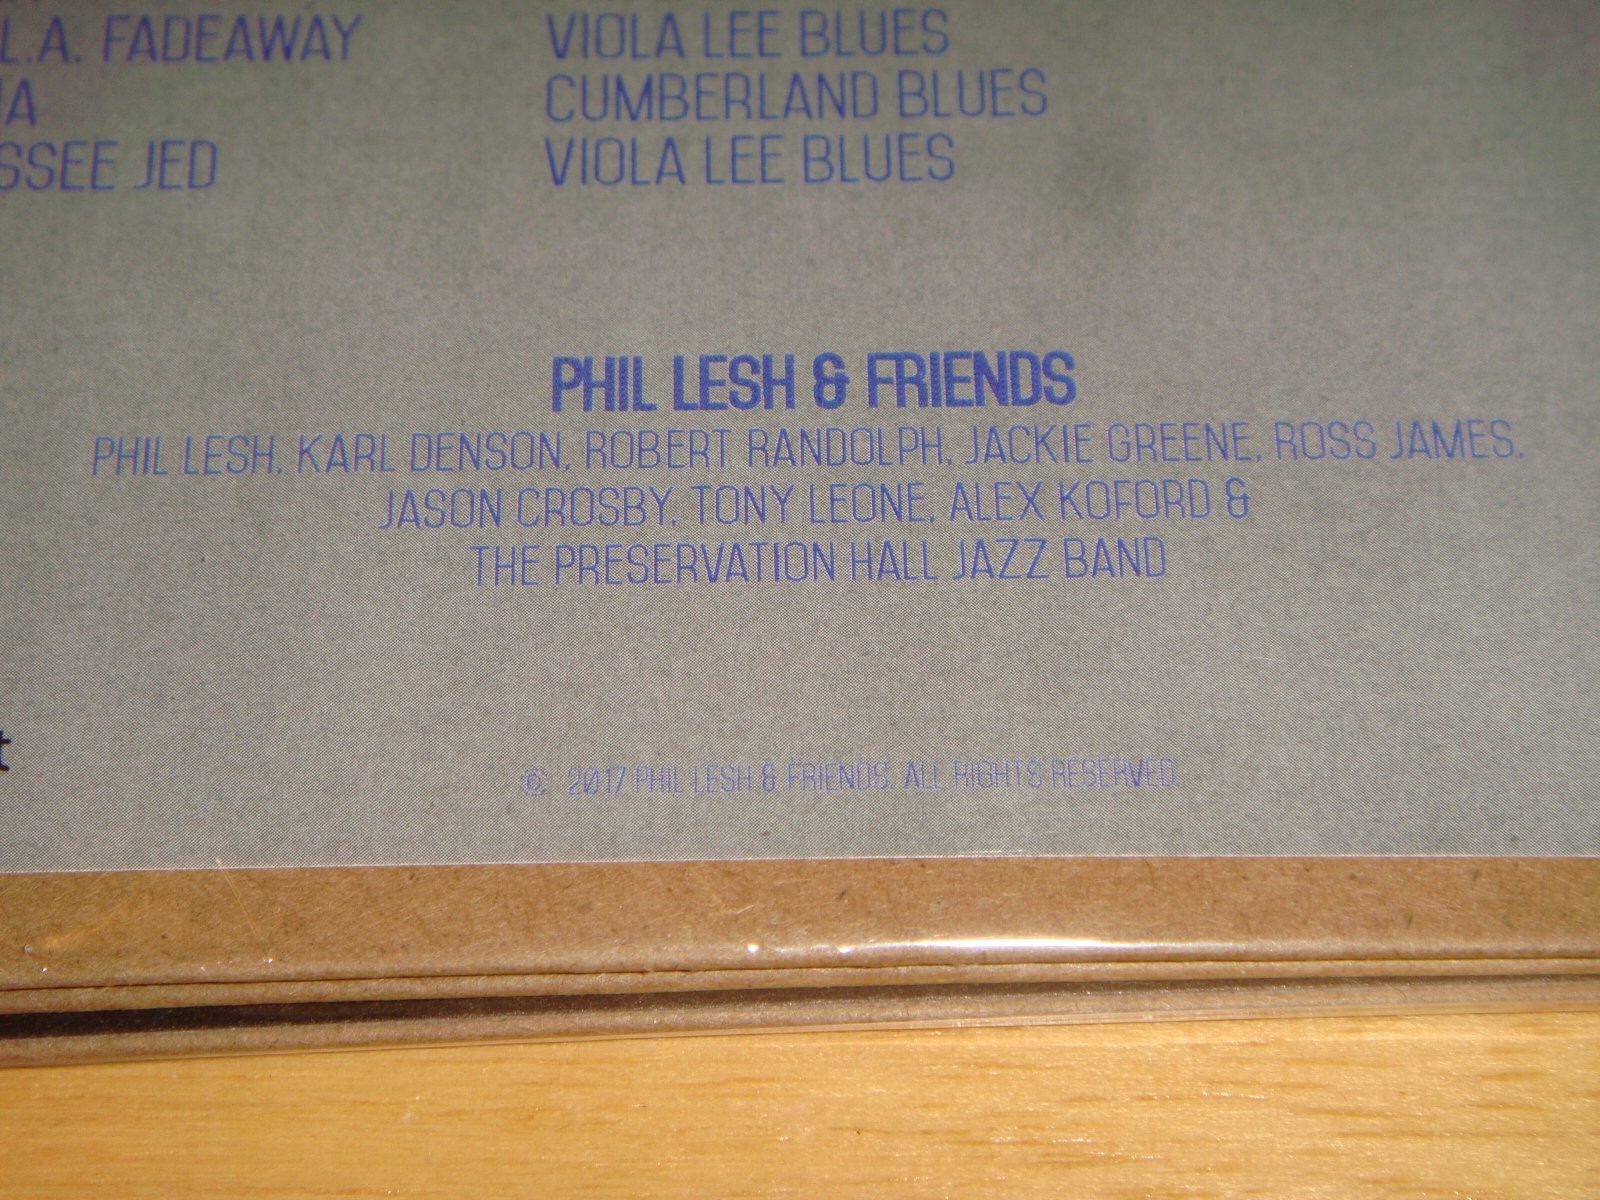 L.A. FADEAWAY
VIOLA LEE BLUES
CUMBERLAND BLUES
SSEE JED
VIOLA LEE BLUES
PHIL LESH & FRIENDS
PHIL LESH, KARL DENSON, ROBERT RANDOLPH, JACKIE GREENE, ROSS JAMES,
JASON CROSBY, TONY LEONE, ALEX KOFORD &
THE PRESERVATION HALL JAZZ BAND
t
© 2017 PHIL LESH & FRIENDS. ALL RIGHTS RESERVED.